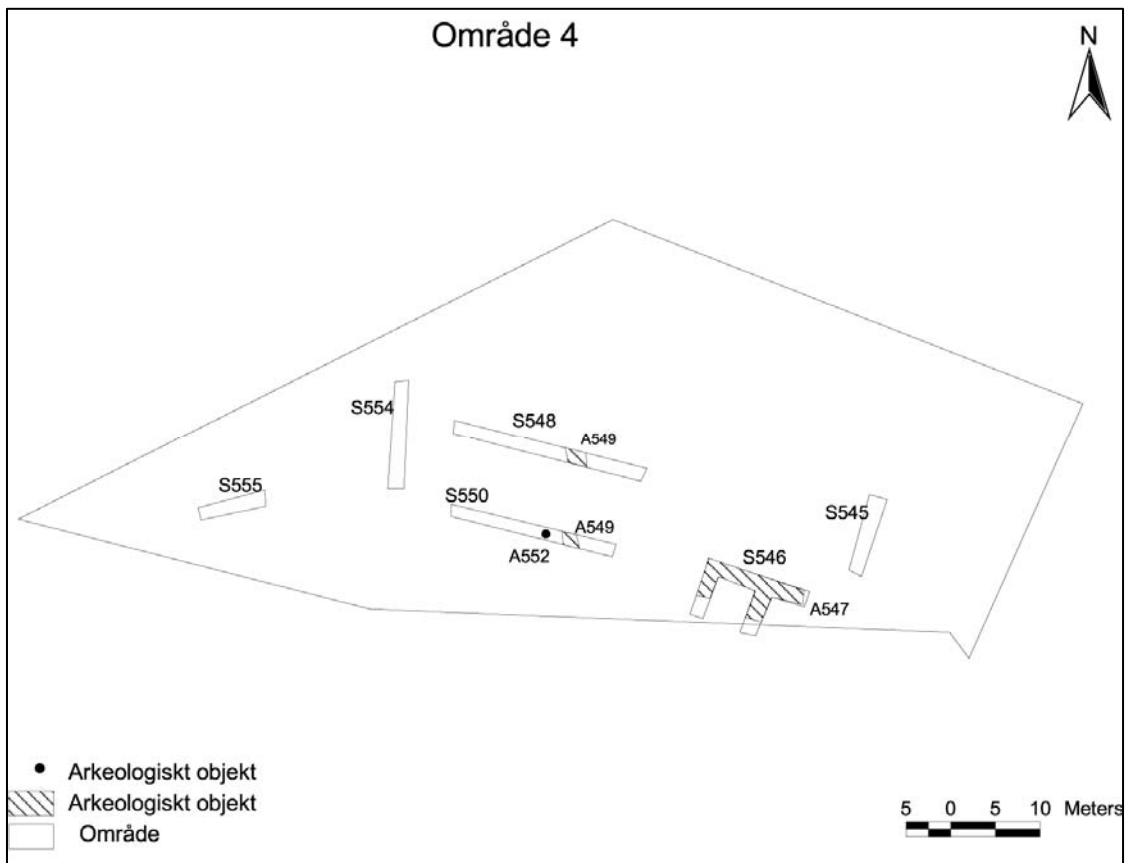 Område 4
N
S554
S548
A549
S555
S550
A549
A552
S545
S546
A547
Arkeologiskt objekt
Arkeologiskt objekt
Område
5 0 5 10 Meters